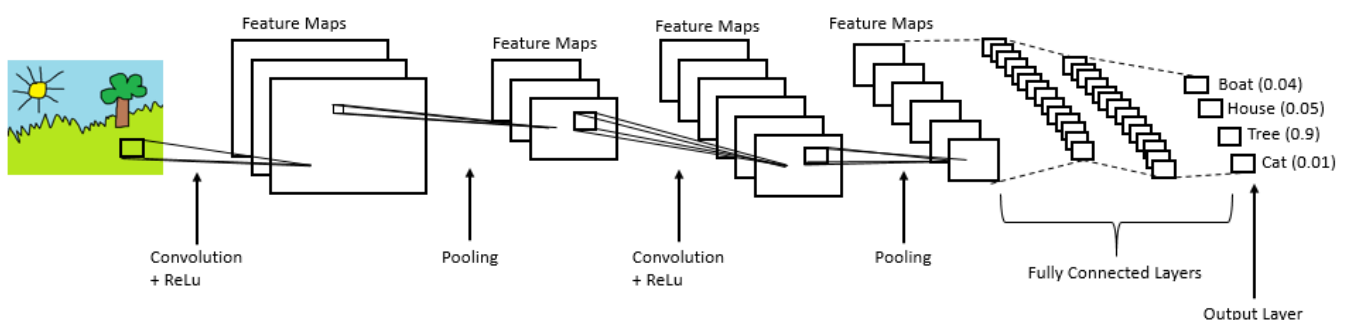 Feature Maps
Feature Maps
Feature Maps
Feature Maps
Boat (0.04)
House (0.05)
Tree (0.9)
Cat (0.01)
Convolution
+ ReLu
Pooling
Convolution
+ ReLu
Pooling
Fully Connected Layers
Output Layer